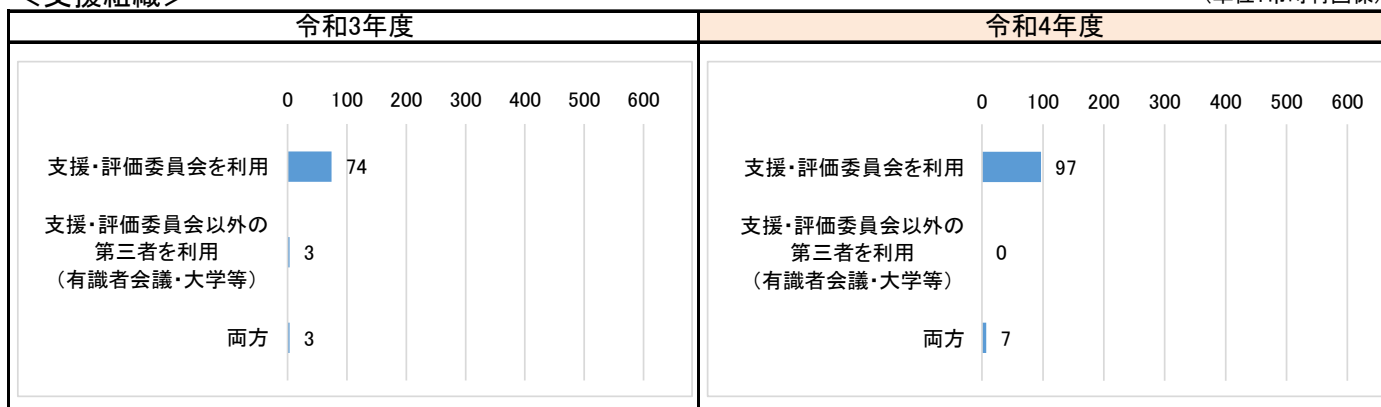 ＜支援組織＞
令和3年度
0 100 200 300 400 500 600
支援・評価委員会を利用 74
支援・評価委員会以外の
第三者を利用 3
（有識者会議・大学等）
両方 3
令和4年度
0 100 200 300 400 500 600
支援・評価委員会を利用 97
支援・評価委員会以外の
第三者を利用 0
（有識者会議・大学等）
両方 7